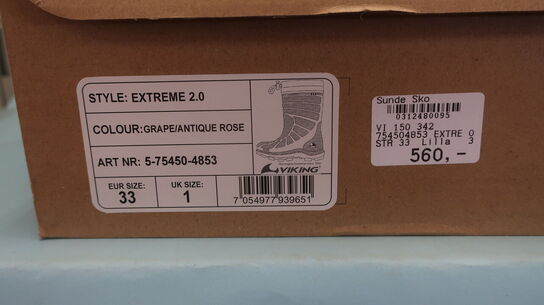 STYLE: EXTREME 2.0
COLOUR:GRAPE/ANTIQUE ROSE
ART NR: 5-75450-4853
VIKING
EUR SIZE:
33
UK SIZE:
1
7 054977 939651
Sunde Sko
0312480095
VI 150 342
754504853 EXTRE 0
STR 33 Lilla 3
560,-